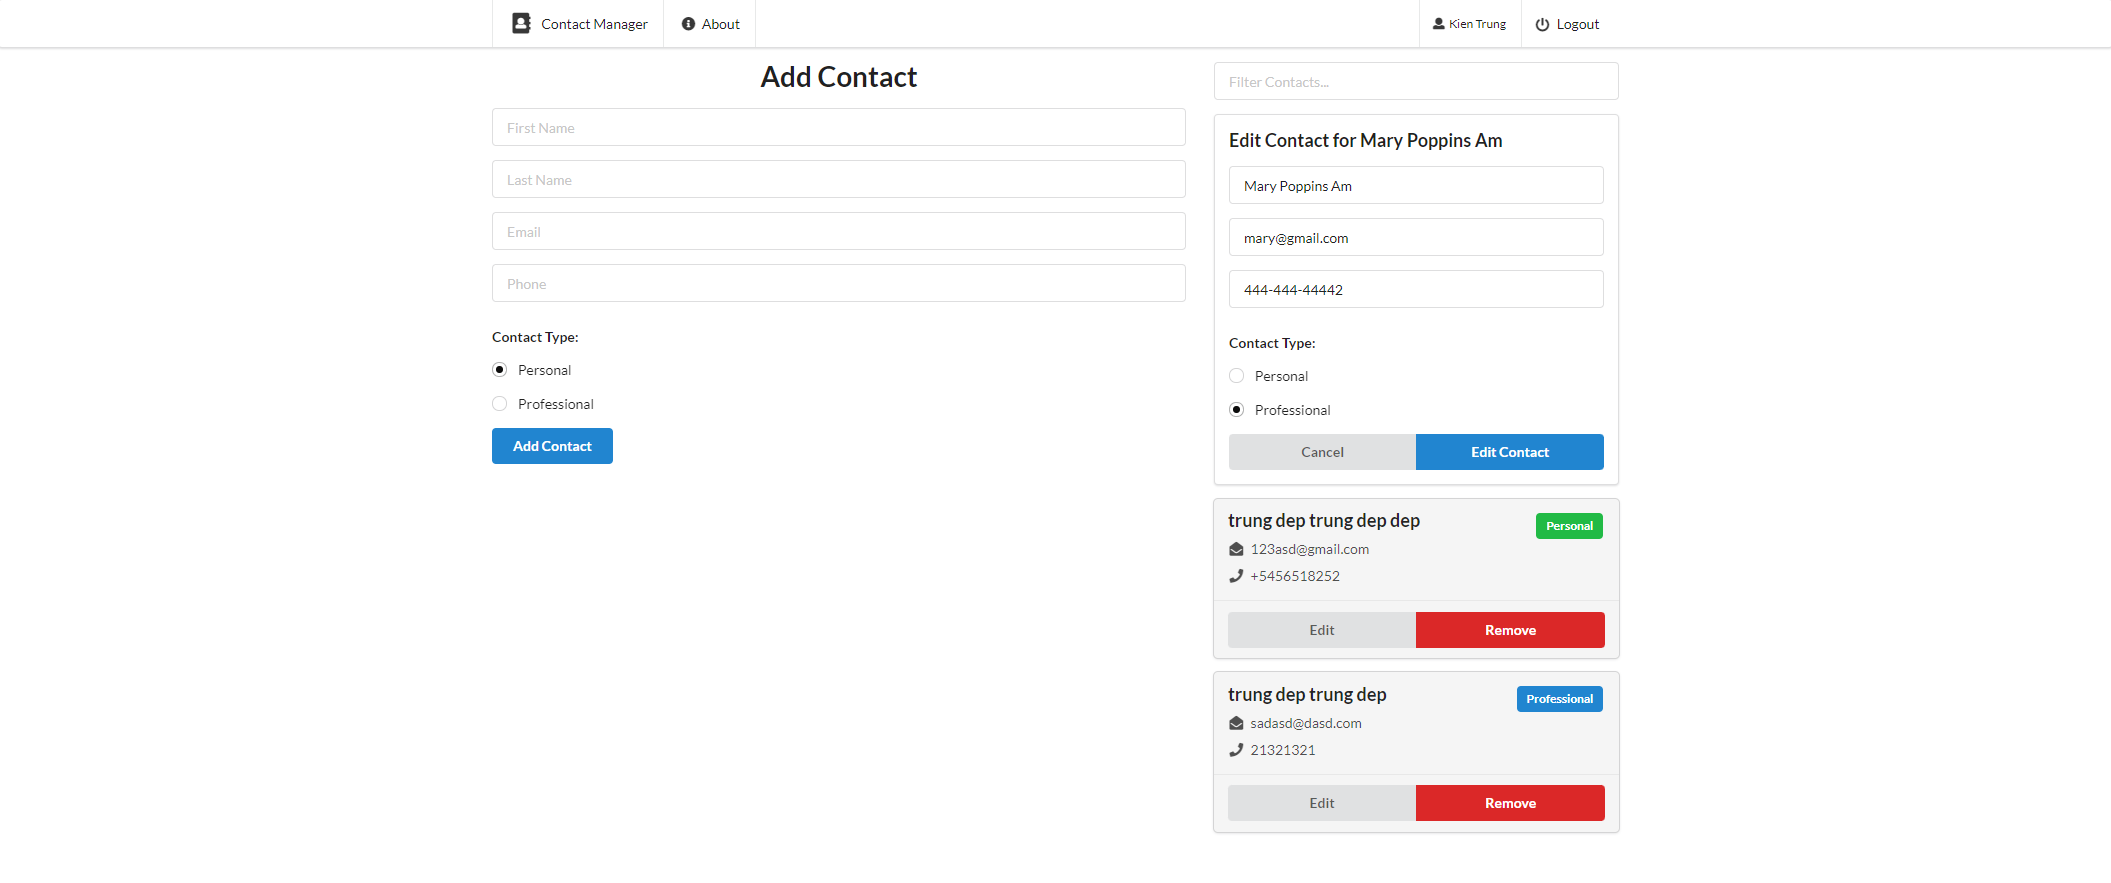 Contact Manager
About
Kien Trung
Logout
Add Contact
First Name
Last Name
Email
Phone
Contact Type:
Personal
Professional
Add Contact
Filter Contacts...
Edit Contact for Mary Poppins Am
Mary Poppins Am
mary@gmail.com
444-444-44442
Contact Type:
Personal
Professional
Cancel
Edit Contact
trung dep trung dep dep
Personal
123asd@gmail.com
+5456518252
Edit
Remove
trung dep trung dep
Professional
sadasd@dasd.com
21321321
Edit
Remove